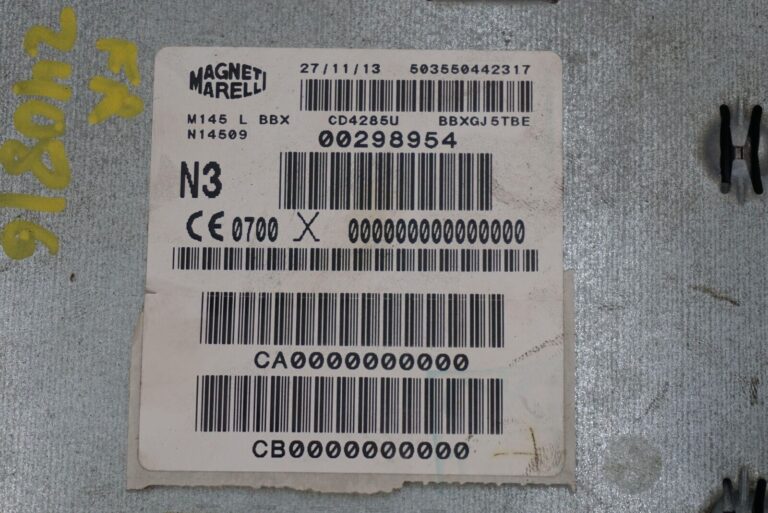 MAGNETI
MARELLI
27/11/13 503550442317
M145 L BBX CD4285U BBXGJ5TBE
N14509
00298954
N3
CE 0700 X 000000000000000
CA0000000000
CB0000000000